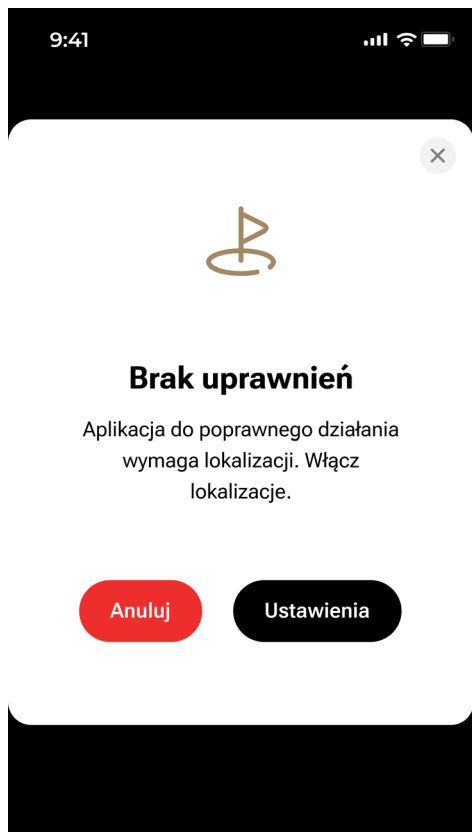 9:41
Brak uprawnień
Aplikacja do poprawnego działania
wymaga lokalizacji. Włącz
lokalizacje.
Anuluj
Ustawienia